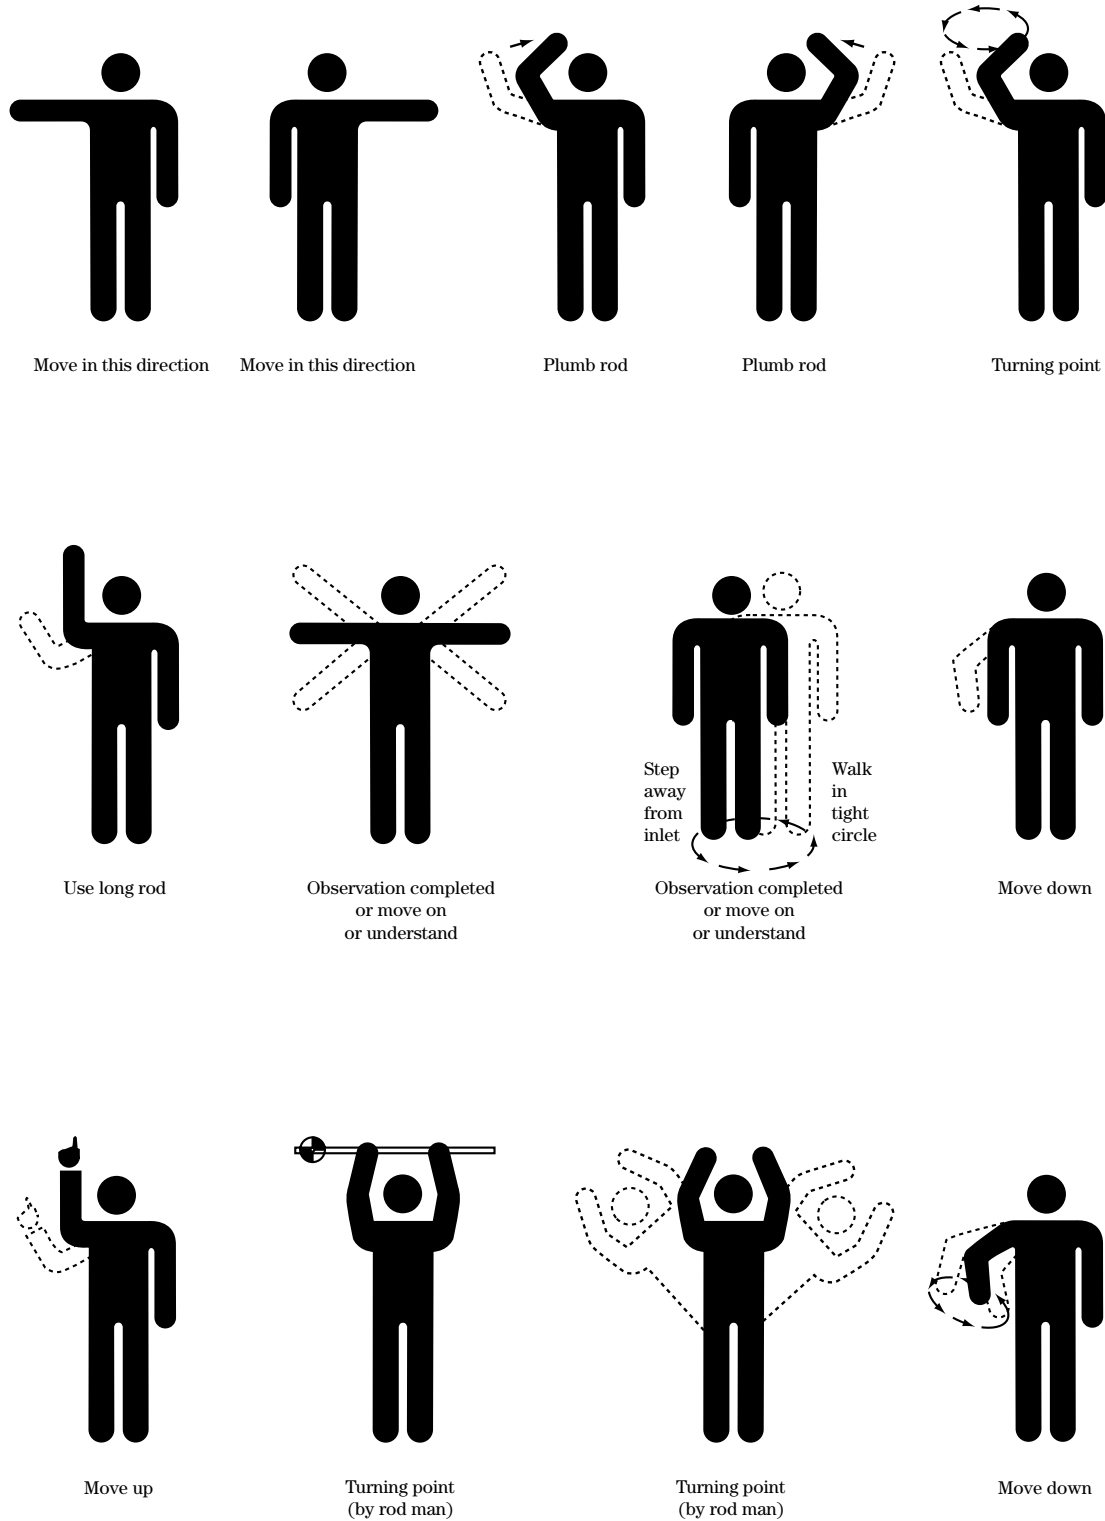 Move in this direction
Move in this direction
Plumb rod
Plumb rod
Turning point
Use long rod
Observation completed
or move on
or understand
Step
away
from
inlet
Walk
in
tight
circle
Observation completed
or move on
or understand
Move down
Move up
Turning point
(by rod man)
Turning point
(by rod man)
Move down